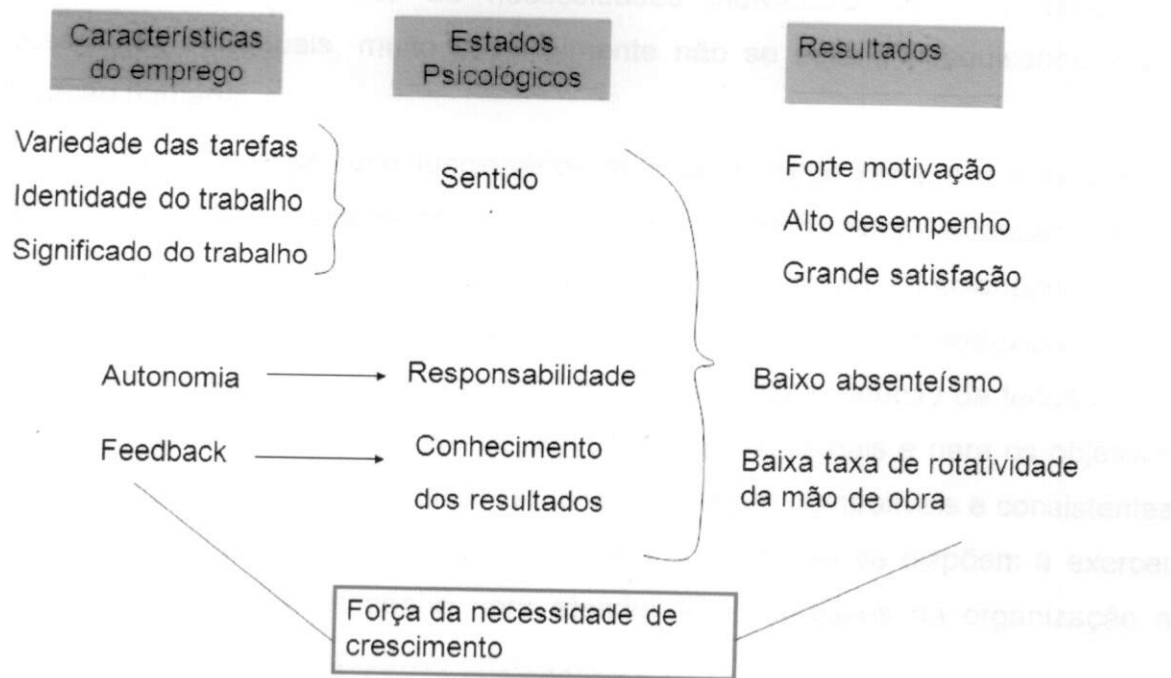 Características
do emprego
Estados
Psicológicos
Resultados
Variedade das tarefas
Identidade do trabalho
Significado do trabalho
Sentido
Forte motivação
Alto desempenho
Grande satisfação
Autonomia
Responsabilidade
Baixo absenteísmo
Feedback
Conhecimento
dos resultados
Baixa taxa de rotatividade
da mão de obra
Força da necessidade de
crescimento